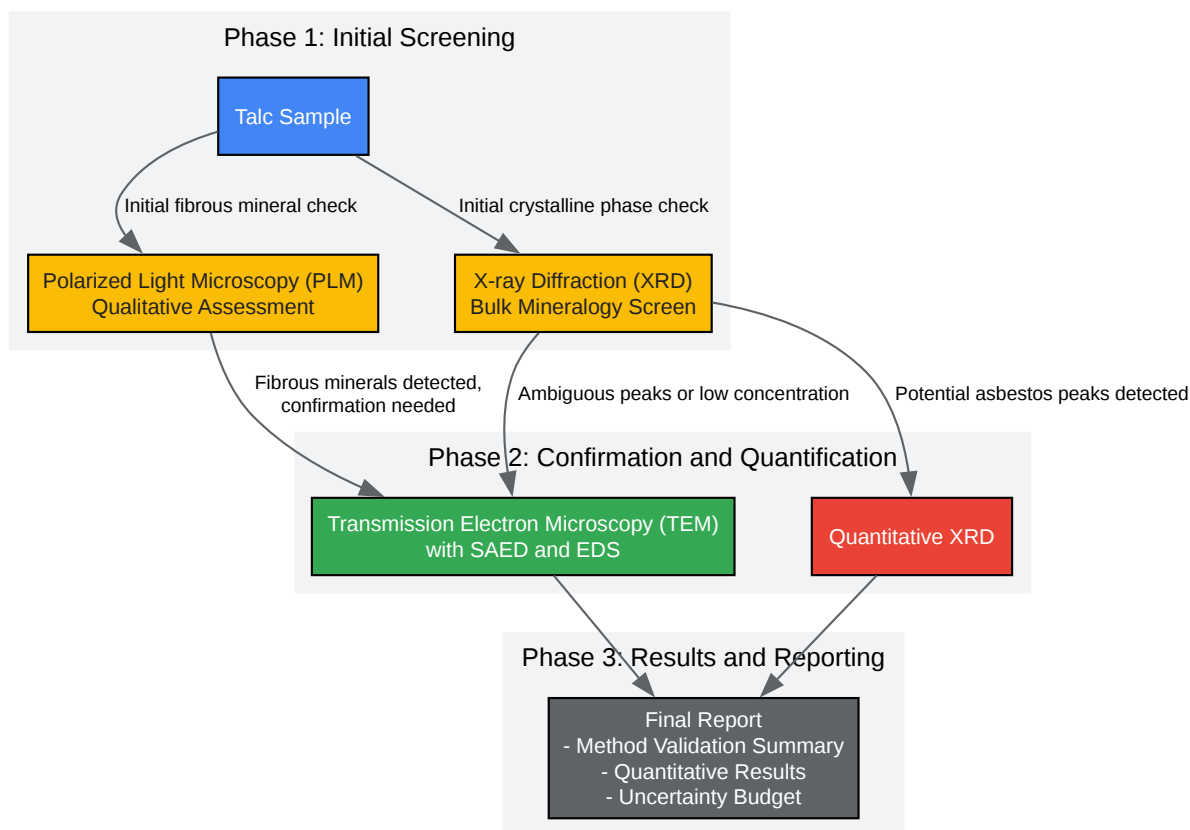 Phase 1: Initial Screening
Talc Sample
Initial fibrous mineral check
Initial crystalline phase check
Polarized Light Microscopy (PLM)
Qualitative Assessment
X-ray Diffraction (XRD)
Bulk Mineralogy Screen
Fibrous minerals detected,
confirmation needed
Ambiguous peaks or low concentration
Potential asbestos peaks detected
Phase 2: Confirmation and Quantification
Transmission Electron Microscopy (TEM)
with SAED and EDS
Quantitative XRD
Phase 3: Results and Reporting
Final Report
- Method Validation Summary
- Quantitative Results
- Uncertainty Budget